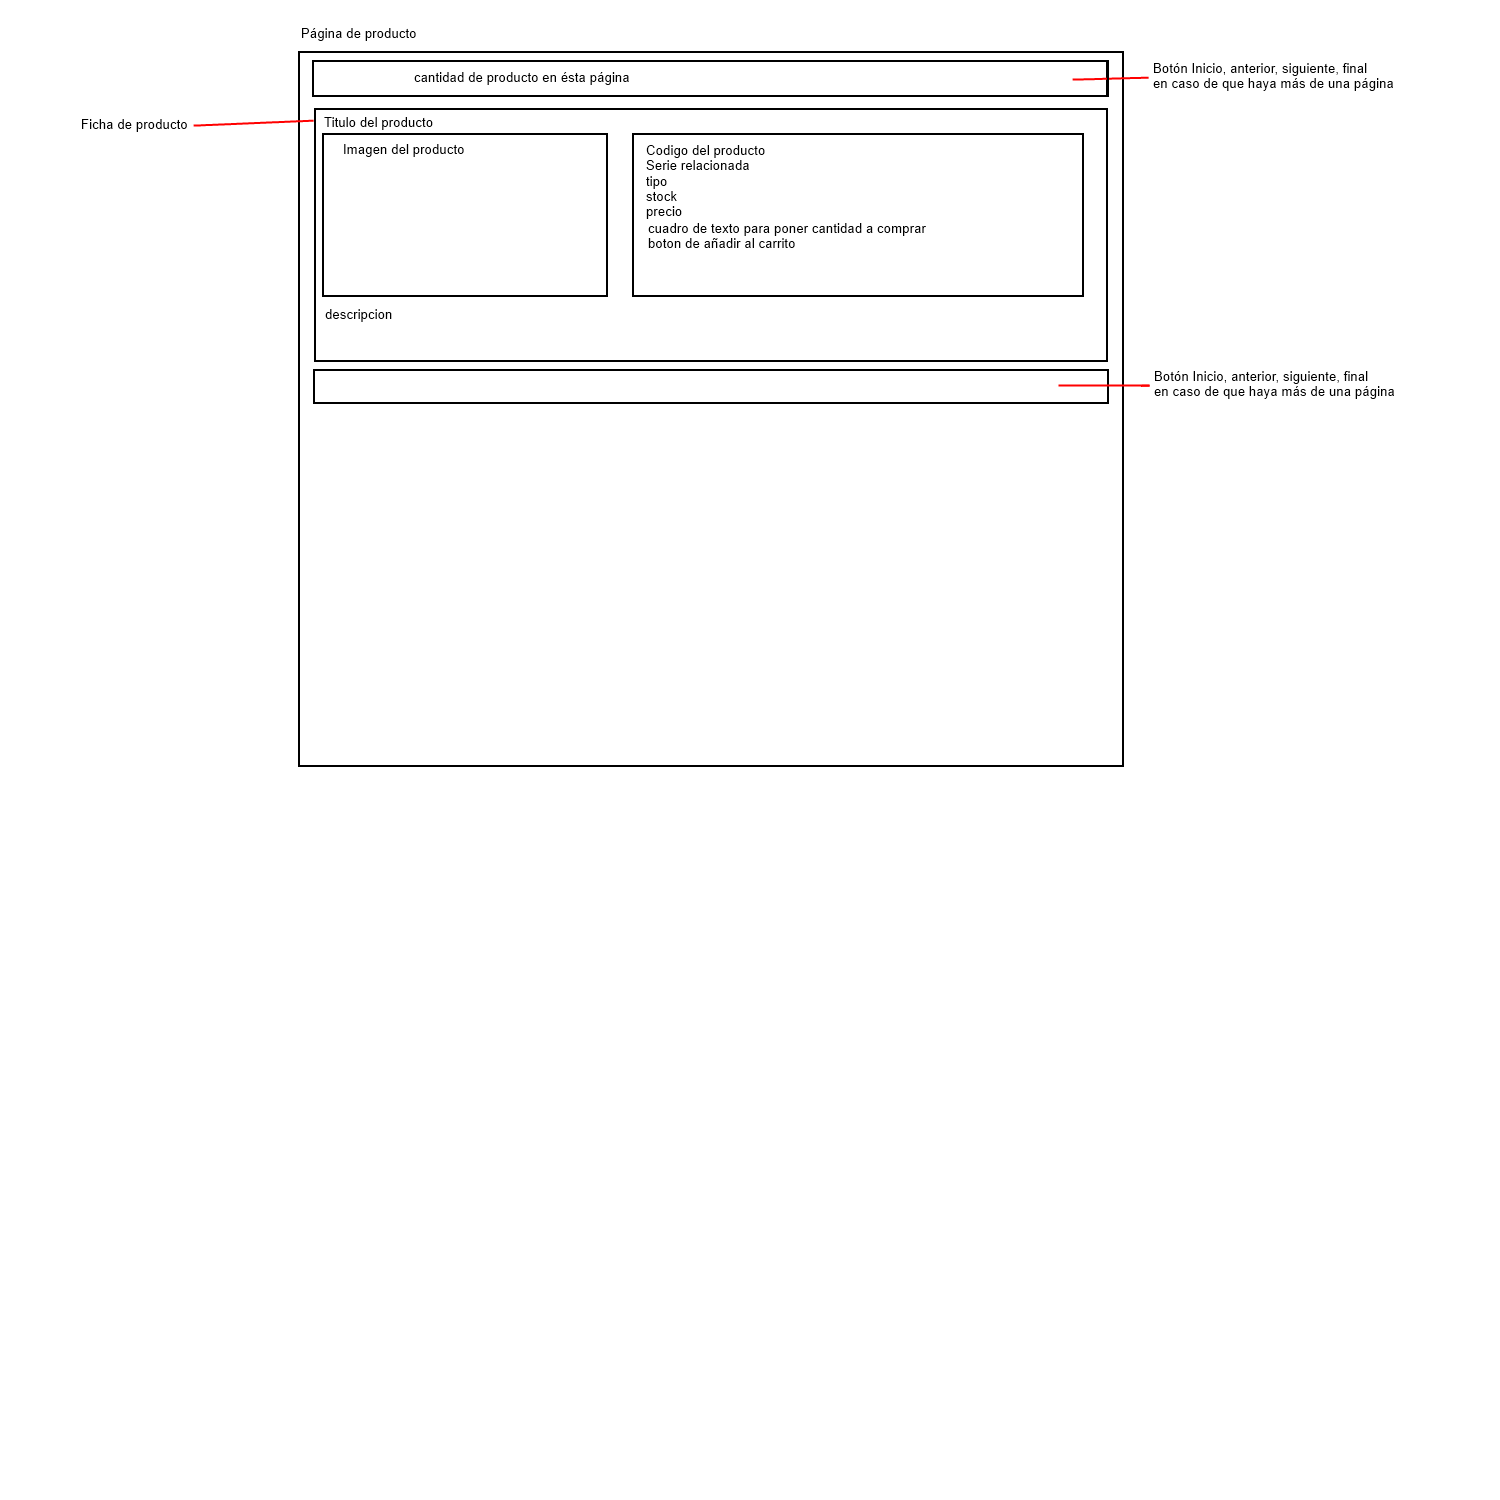 Página de producto
cantidad de producto en ésta página
Botón Inicio, anterior, siguiente, final
en caso de que haya más de una página
Ficha de producto
Titulo del producto
Imagen del producto
Codigo del producto
Serie relacionada
tipo
stock
precio
cuadro de texto para poner cantidad a comprar
boton de añadir al carrito
descripcion
Botón Inicio, anterior, siguiente, final
en caso de que haya más de una página